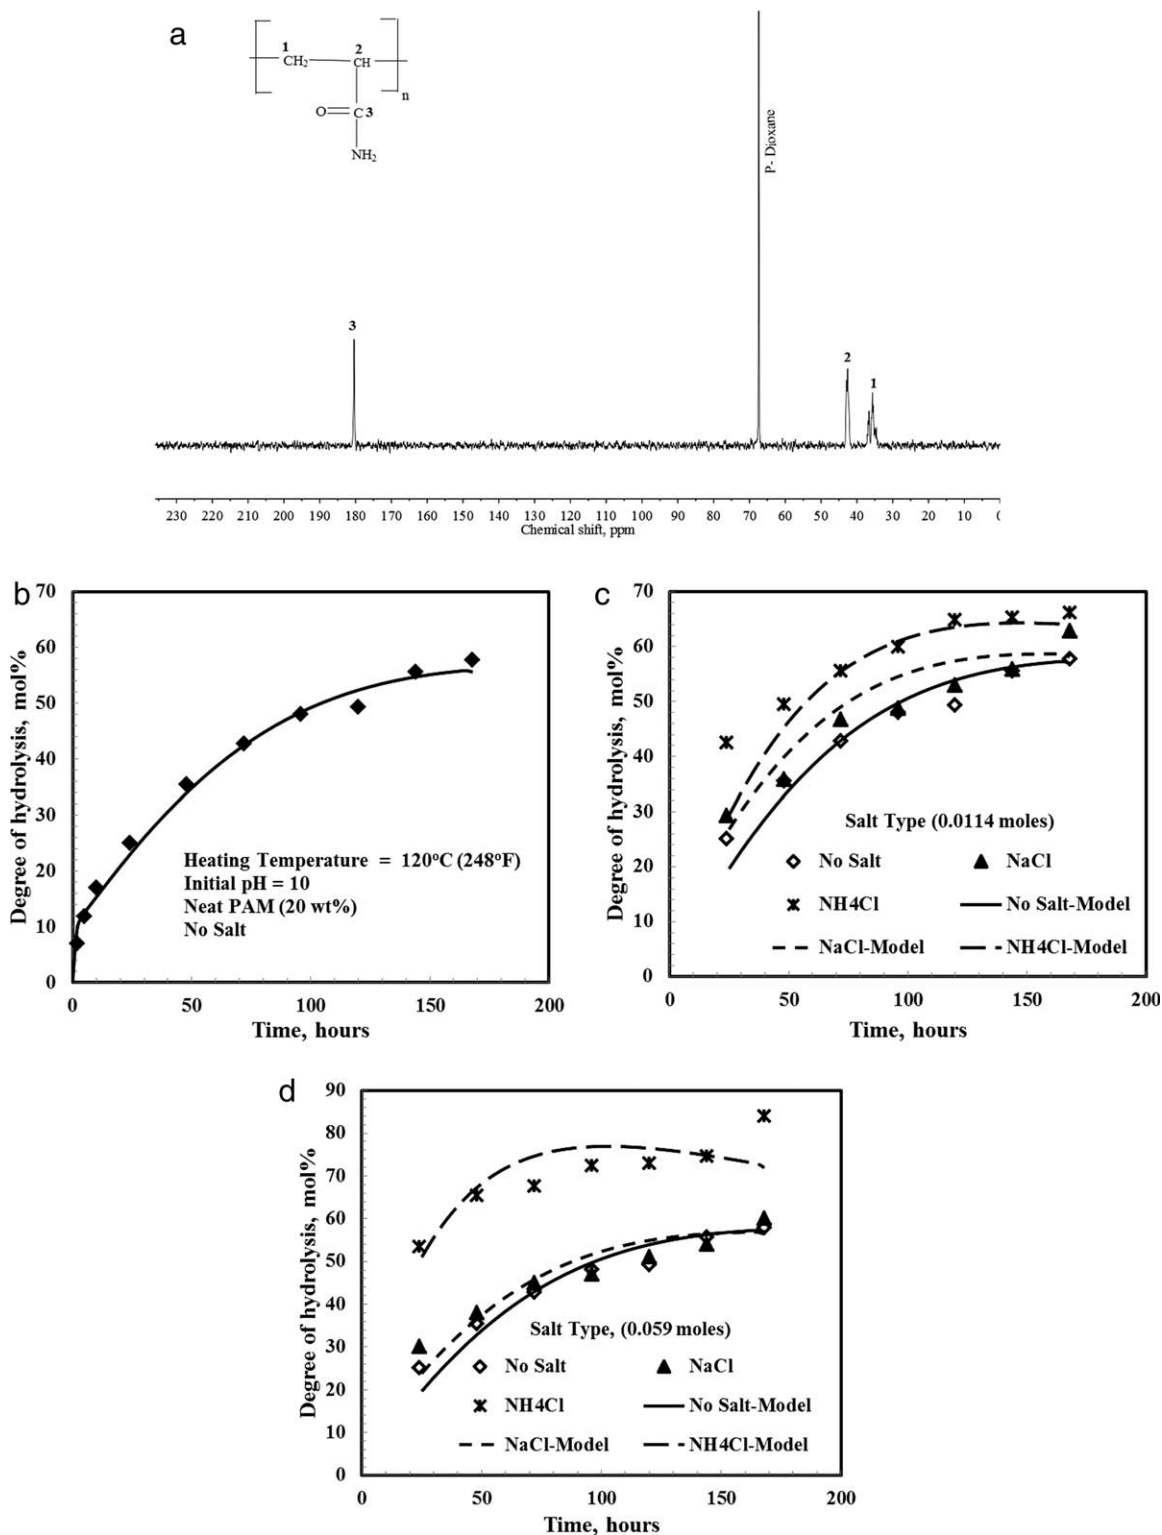 a
1
2
CH₂
CH
n
O
C 3
NH₂
P- Dioxane
3
2
1
230 220 210 200 190 180 170 160 150 140 130 120 110 100 90 80 70 60 50 40 30 20 10 0
Chemical shift, ppm
b
70
60
50
40
30
20
10
0
Degree of hydrolysis, mol%
Heating Temperature = 120°C (248°F)
Initial pH = 10
Neat PAM (20 wt%)
No Salt
0 50 100 150 200
Time, hours
c
70
60
50
40
30
20
10
0
Degree of hydrolysis, mol%
Salt Type (0.0114 moles)
No Salt NaCl
NH4Cl No Salt-Model
NaCl-Model NH4Cl-Model
0 50 100 150 200
Time, hours
d
90
80
70
60
50
40
30
20
10
0
Degree of hydrolysis, mol%
Salt Type, (0.059 moles)
No Salt NaCl
NH4Cl No Salt-Model
NaCl-Model NH4Cl-Model
0 50 100 150 200
Time, hours